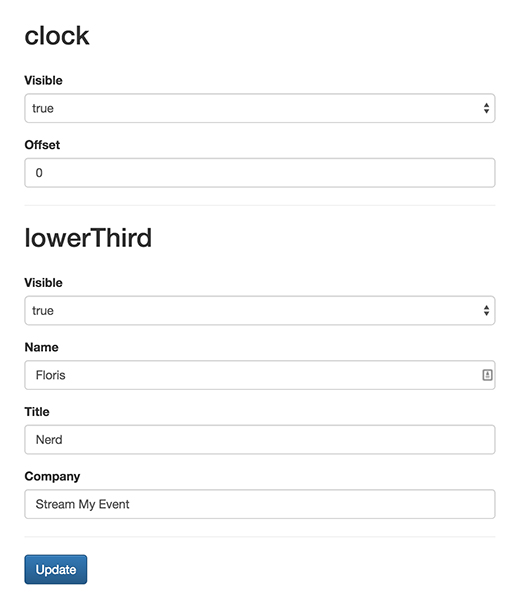 clock
Visible
true
Offset
0
lowerThird
Visible
true
Name
Floris
Title
Nerd
Company
Stream My Event
Update